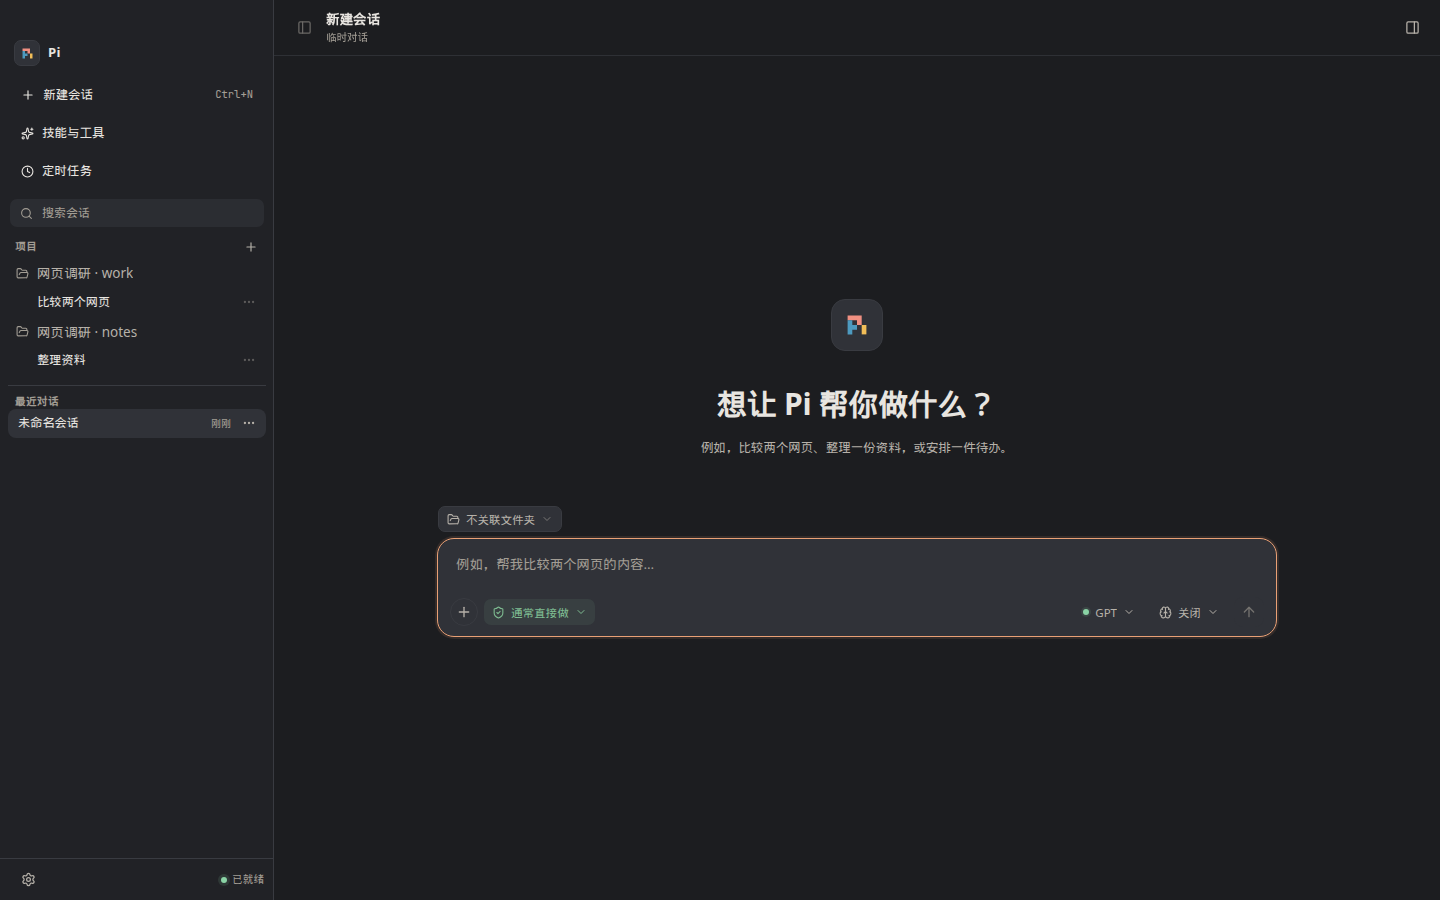 Pi
新建会话 Ctrl+N
技能与工具
定时任务
搜索会话
项目
网页调研 · work
比较两个网页
网页调研 · notes
整理资料
最近对话
未命名会话 刚刚
已就绪
新建会话
临时对话
想让 Pi 帮你做什么？
例如，比较两个网页、整理一份资料，或安排一件待办。
不关联文件夹
例如，帮我比较两个网页的内容...
通常直接做 GPT 关闭